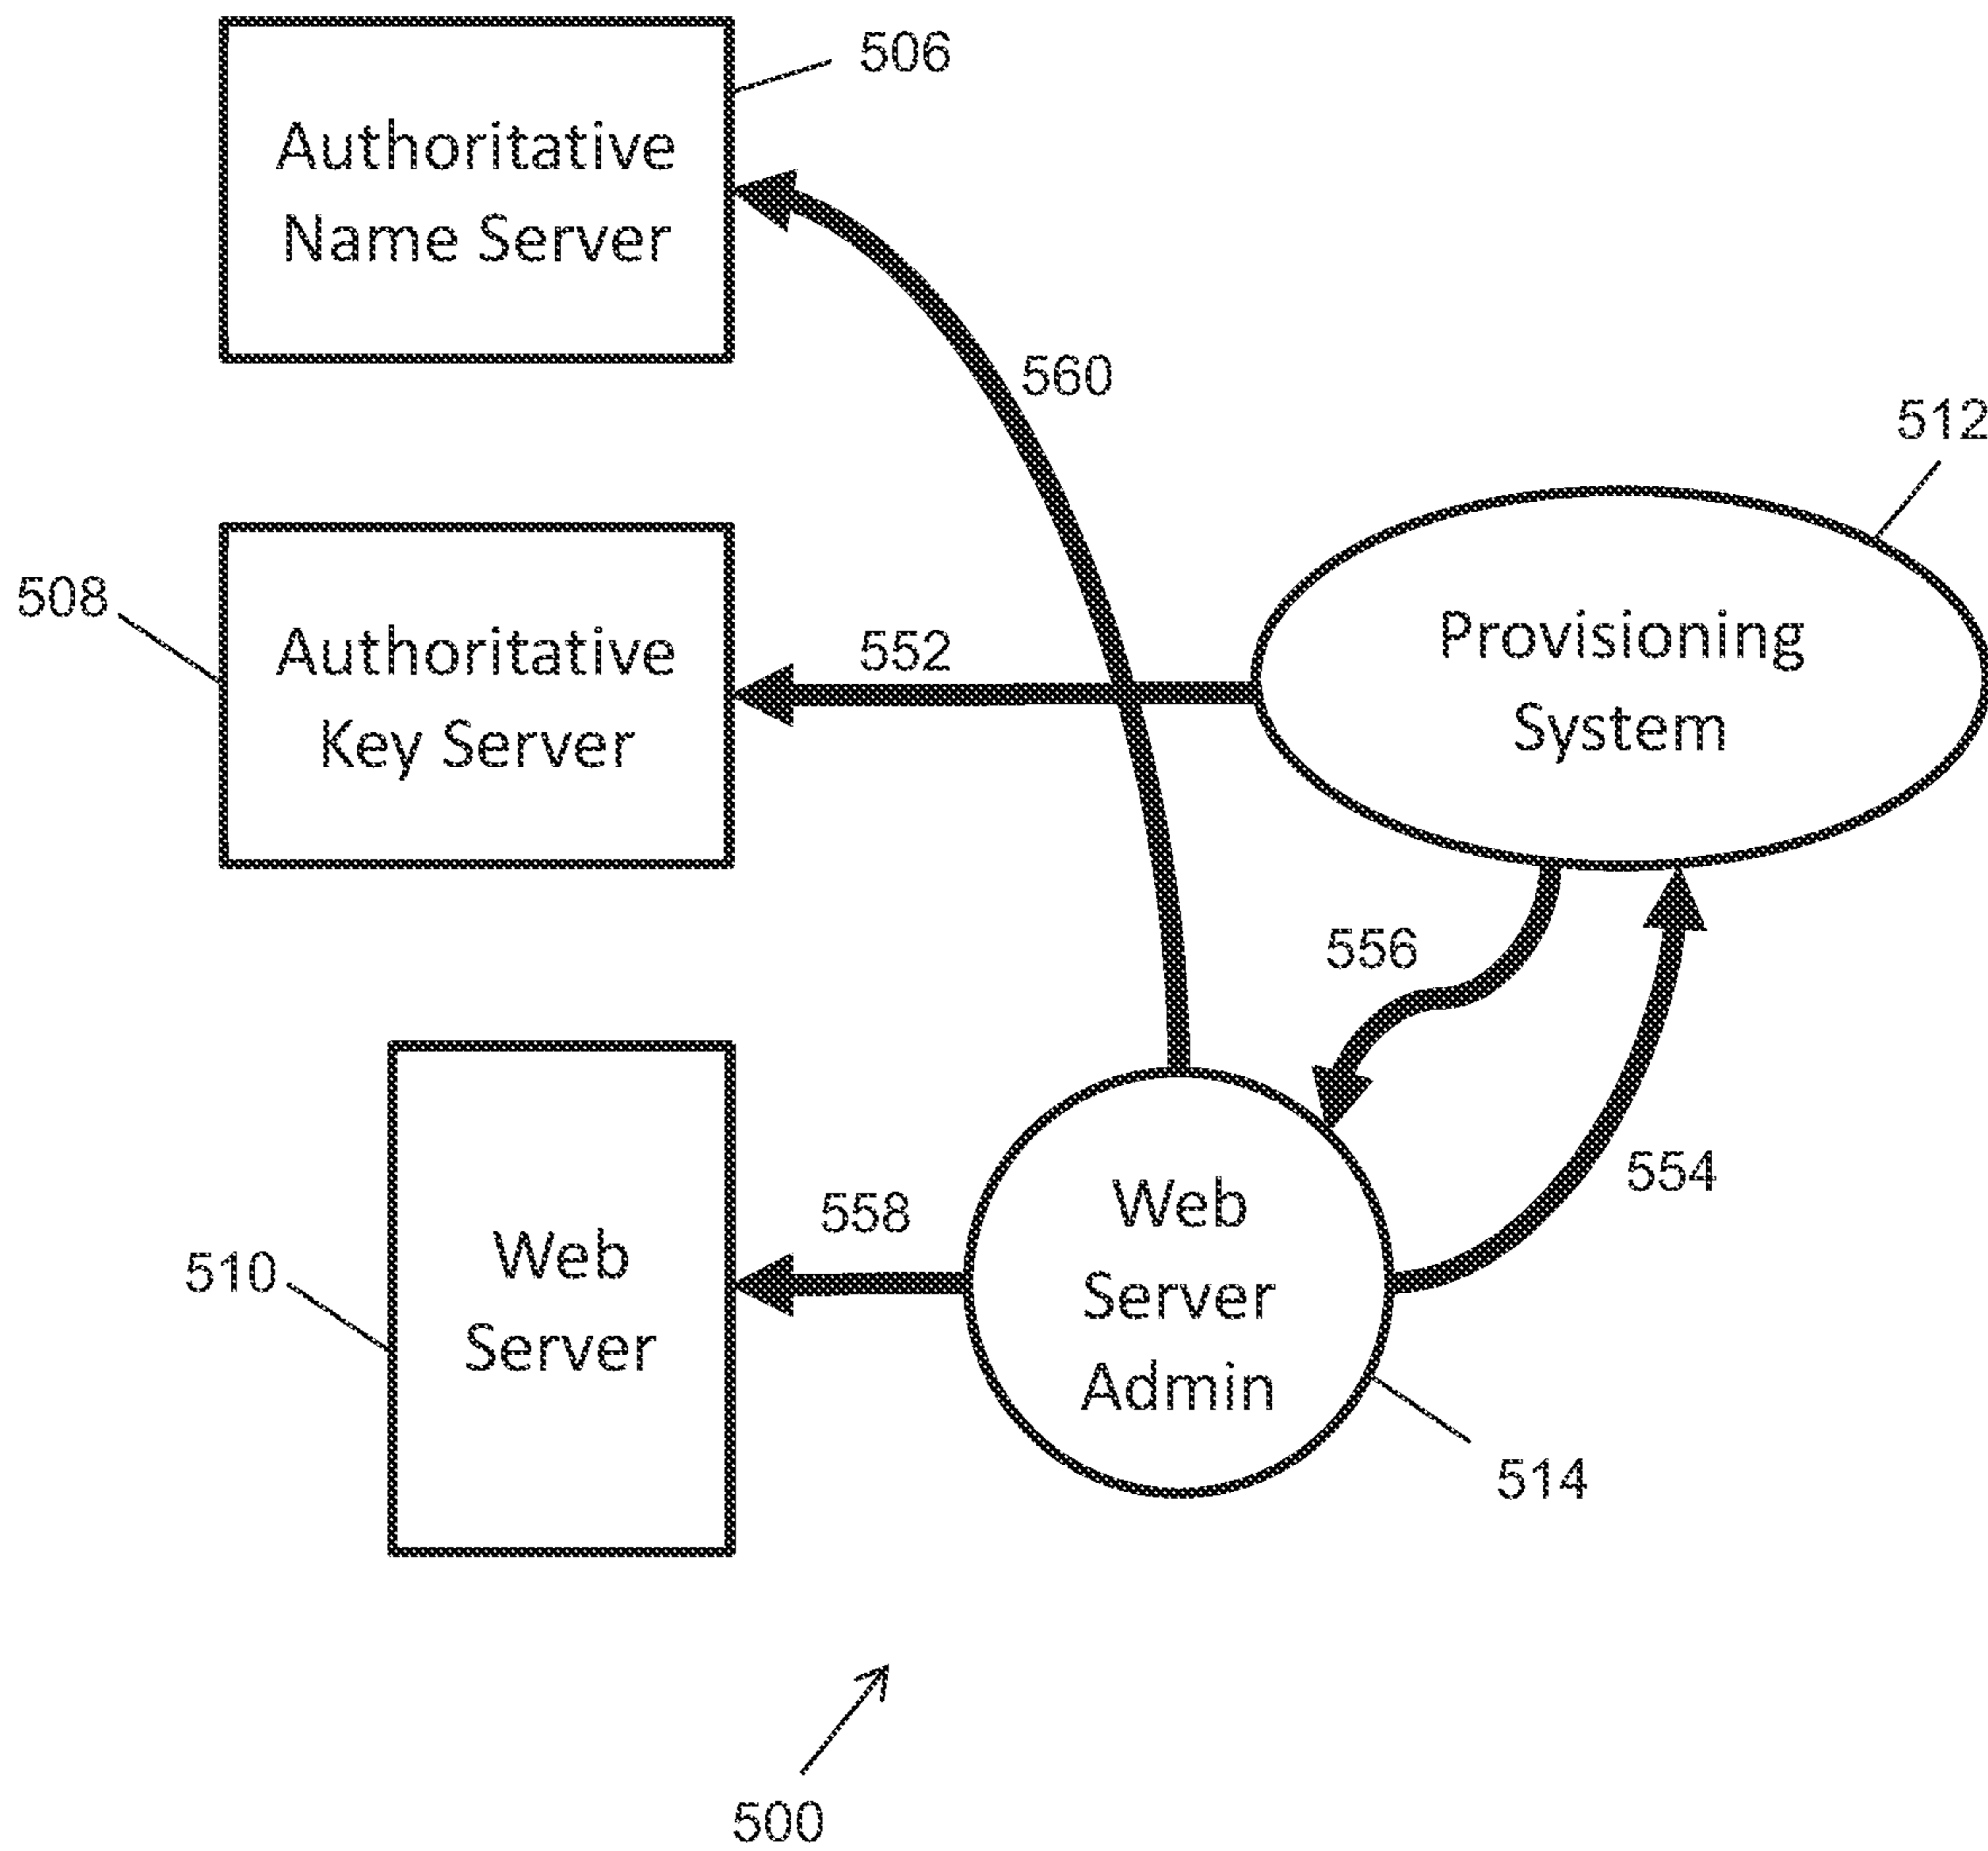 506
Authoritative
Name Server
560
512
508
Authoritative
Key Server
552
Provisioning
System
556
554
510
Web
Server
558
Web
Server
Admin
514
500